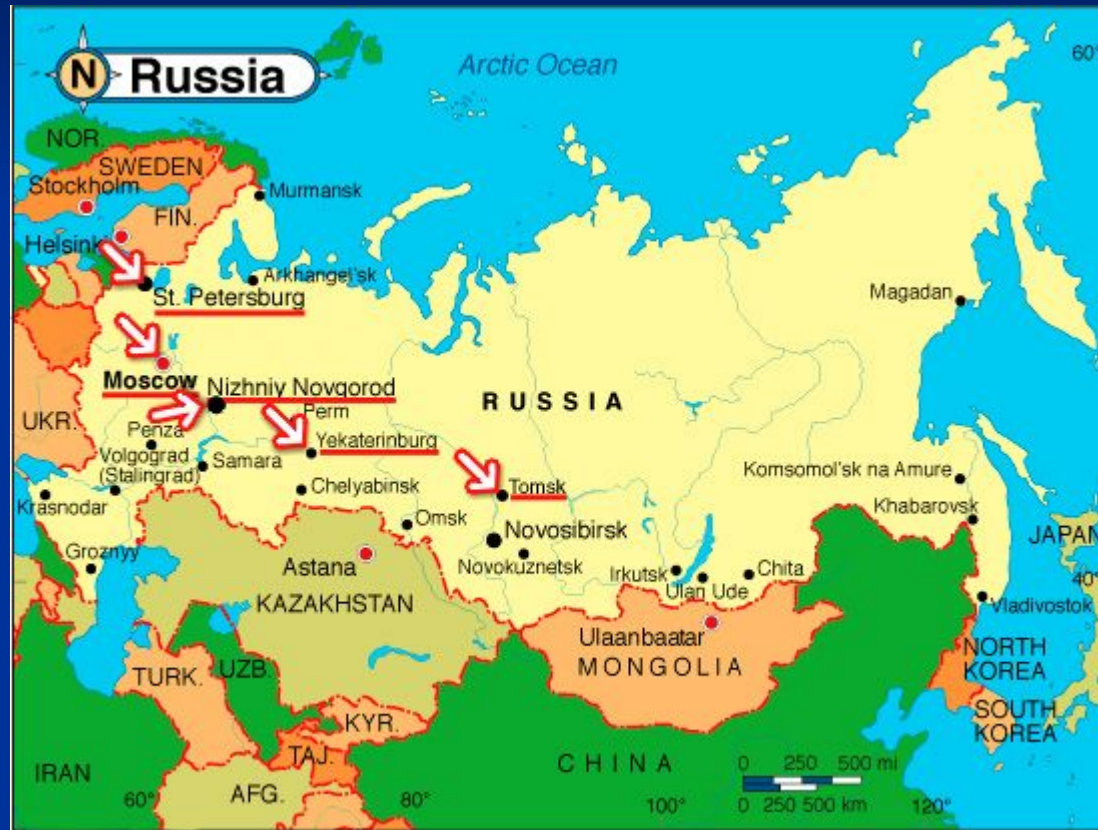 N Russia
Arctic Ocean
60°
NOR.
SWEDEN
Stockholm
FIN.
Helsinki
Murmansk
Arkhangel'sk
St. Petersburg
Magadan
Moscow
Nizhniy Novgorod
RUSSIA
Perm
UKR.
Penza
Yekaterinburg
Volgograd
(Stalingrad)
Samara
Chelyabinsk
Tomsk
Komsomol'sk na Amure
Krasnodar
Omsk
Khabarovsk
Novosibirsk
JAPAN
Groznyy
Astana
Novokuznetsk
Irkutsk
Chita
Ulan Ude
40°
KAZAKHSTAN
Vladivostok
Ulaanbaatar
MONGOLIA
NORTH
KOREA
TURK.
UZB.
KYR.
SOUTH
KOREA
TAJ.
CHINA
IRAN
AFG.
0 250 500 mi
0 250 500 km
60°
80°
100°
120°